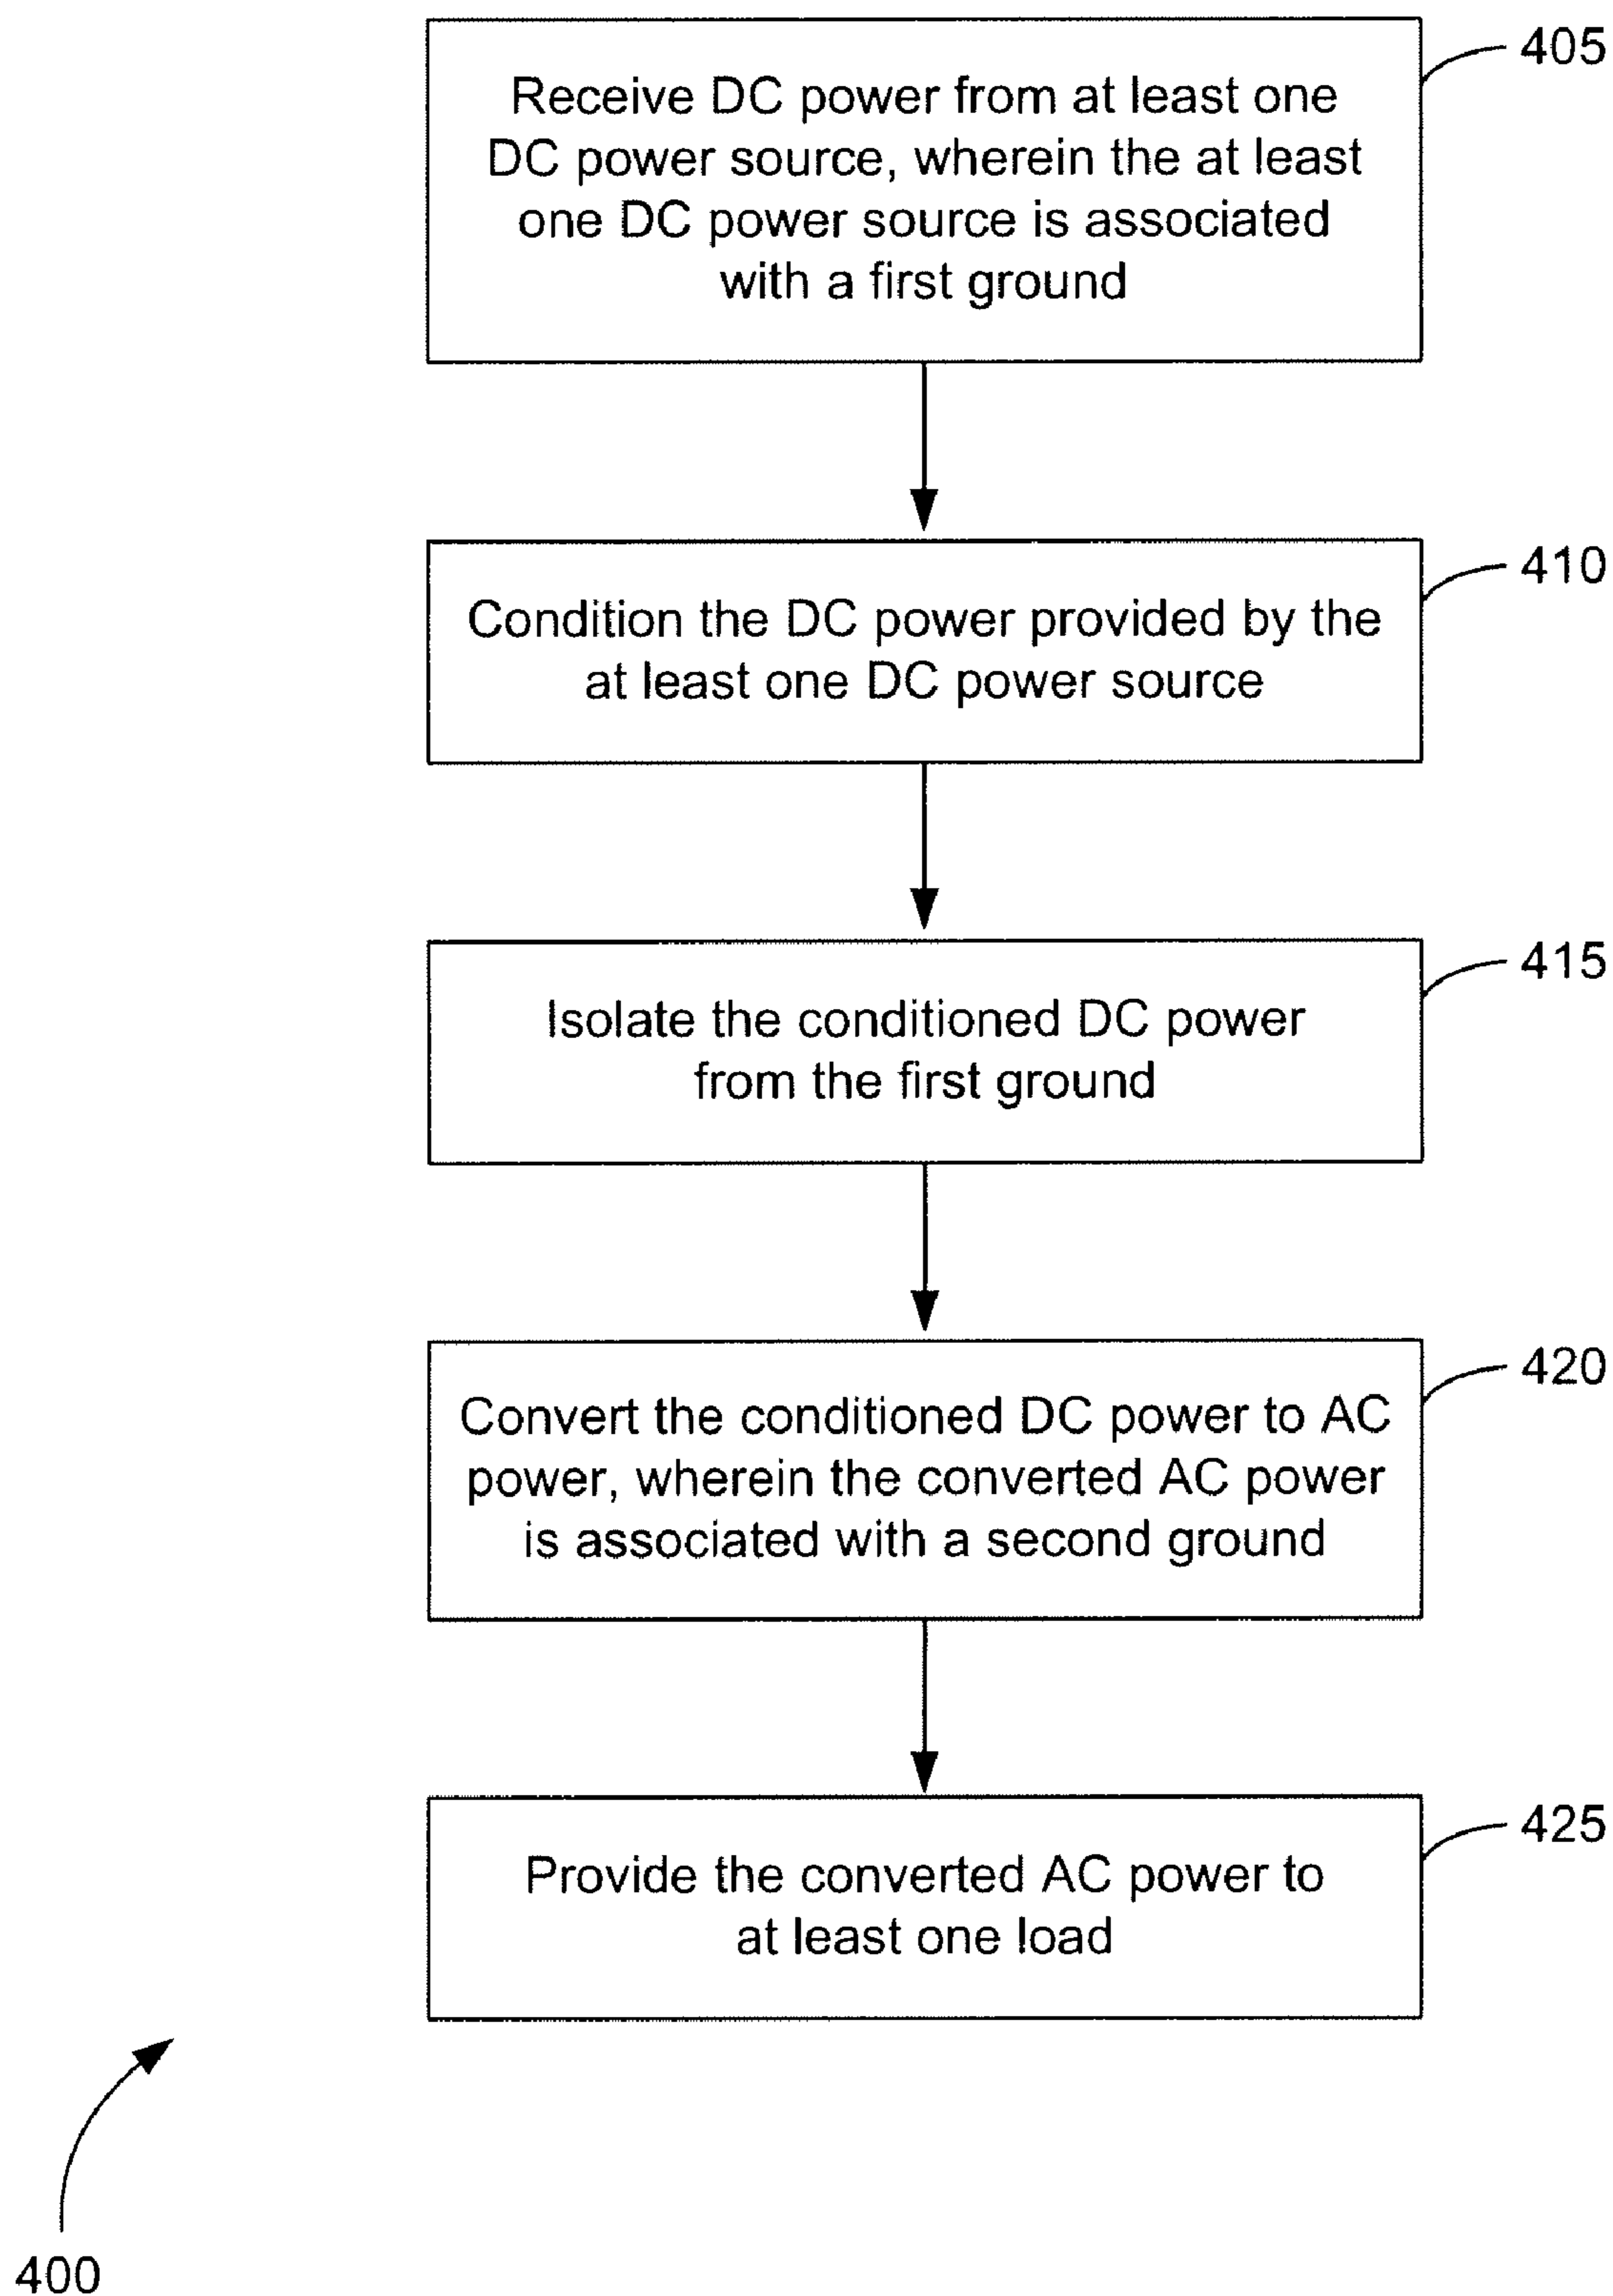 405
Receive DC power from at least one
DC power source, wherein the at least
one DC power source is associated
with a first ground
410
Condition the DC power provided by the
at least one DC power source
415
Isolate the conditioned DC power
from the first ground
420
Convert the conditioned DC power to AC
power, wherein the converted AC power
is associated with a second ground
425
Provide the converted AC power to
at least one load
400